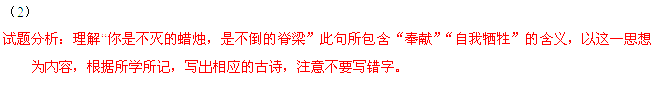 （2）
试题分析：理解“你是不灭的蜡烛，是不倒的脊梁”此句所包含“奉献”“自我牺牲”的含义，以这一思想
为内容，根据所学所记，写出相应的古诗，注意不要写错字。